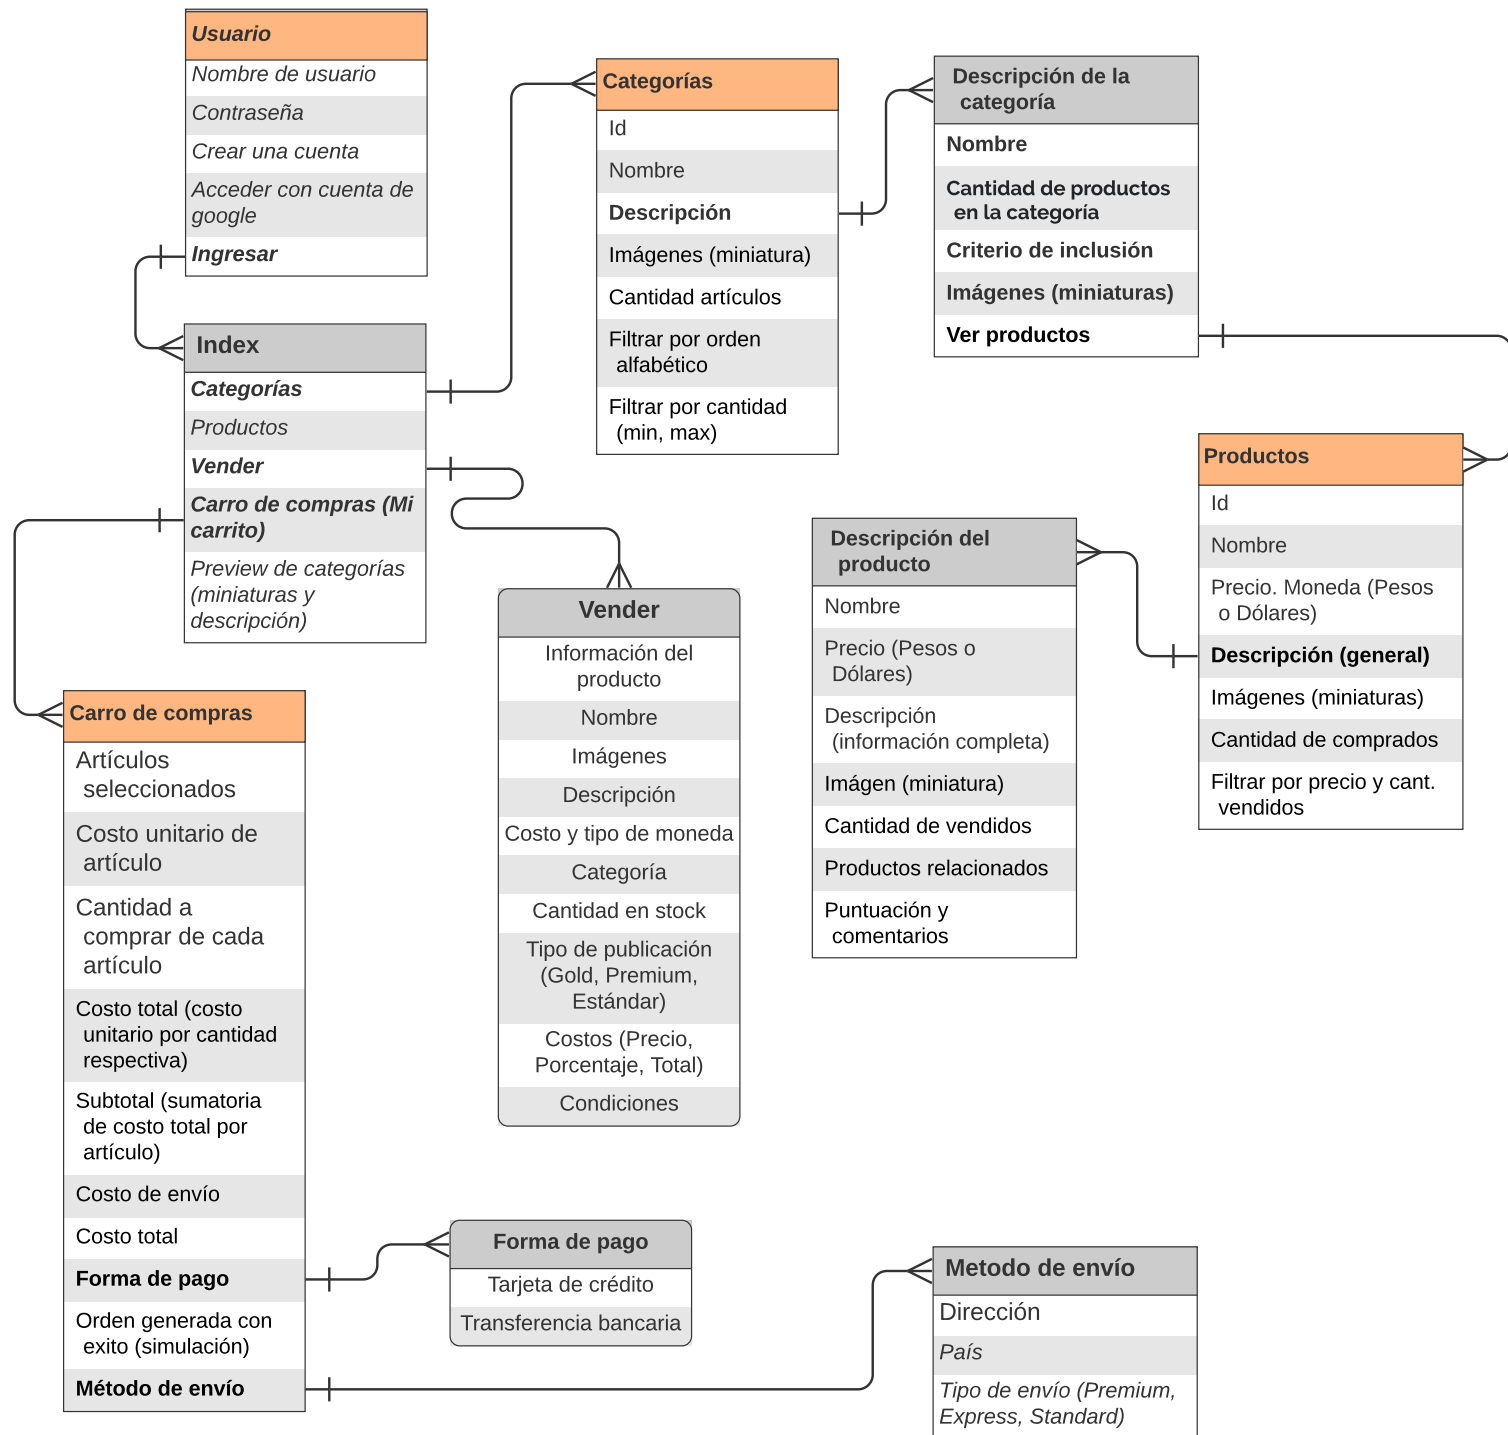 Usuario
Nombre de usuario
Contraseña
Crear una cuenta
Acceder con cuenta de
google
Ingresar
Index
Categorías
Productos
Vender
Carro de compras (Mi
carrito)
Preview de categorías
(miniaturas y
descripción)
Categorías
Id
Nombre
Descripción
Imágenes (miniatura)
Cantidad artículos
Filtrar por orden
alfabético
Filtrar por cantidad
(min, max)
Descripción de la
categoría
Nombre
Cantidad de productos
en la categoría
Criterio de inclusión
Imágenes (miniaturas)
Ver productos
Productos
Id
Nombre
Precio. Moneda (Pesos
o Dólares)
Descripción (general)
Imágenes (miniaturas)
Cantidad de comprados
Filtrar por precio y cant.
vendidos
Descripción del
producto
Nombre
Precio (Pesos o
Dólares)
Descripción
(información completa)
Imágen (miniatura)
Cantidad de vendidos
Productos relacionados
Puntuación y
comentarios
Vender
Información del
producto
Nombre
Imágenes
Descripción
Costo y tipo de moneda
Categoría
Cantidad en stock
Tipo de publicación
(Gold, Premium,
Estándar)
Costos (Precio,
Porcentaje, Total)
Condiciones
Carro de compras
Artículos
seleccionados
Costo unitario de
artículo
Cantidad a
comprar de cada
artículo
Costo total (costo
unitario por cantidad
respectiva)
Subtotal (sumatoria
de costo total por
artículo)
Costo de envío
Costo total
Forma de pago
Orden generada con
exito (simulación)
Método de envío
Forma de pago
Tarjeta de crédito
Transferencia bancaria
Metodo de envío
Dirección
País
Tipo de envío (Premium,
Express, Standard)